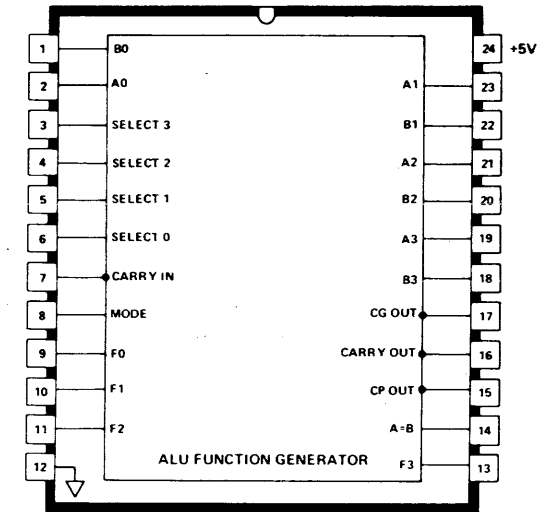 1 B0
24 +5V
2 A0
A1 23
3 SELECT 3
B1 22
4 SELECT 2
A2 21
5 SELECT 1
B2 20
6 SELECT 0
A3 19
7 CARRY IN
B3 18
8 MODE
CG OUT 17
9 F0
CARRY OUT 16
10 F1
CP OUT 15
11 F2
A=B 14
12
ALU FUNCTION GENERATOR
F3 13